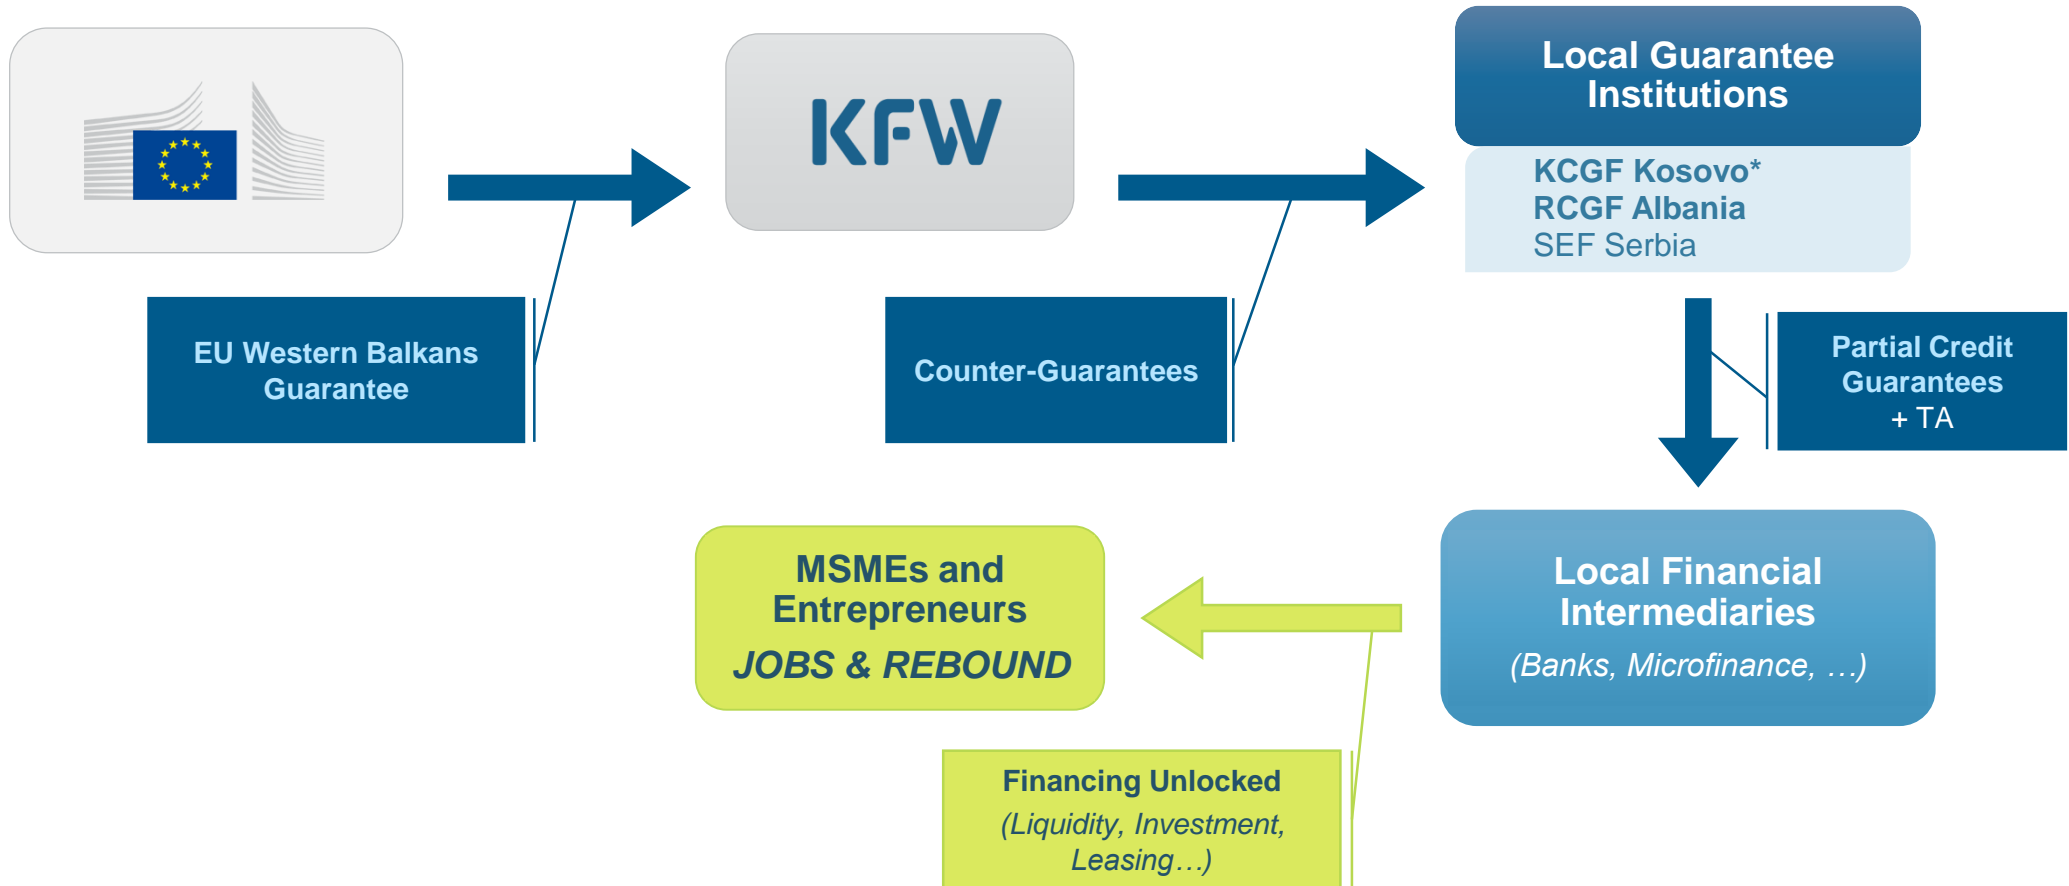 KFW
Local Guarantee
Institutions
KCGF Kosovo*
RCGF Albania
SEF Serbia
EU Western Balkans
Guarantee
Counter-Guarantees
Partial Credit
Guarantees
+ TA
MSMEs and
Entrepreneurs
JOBS & REBOUND
Local Financial
Intermediaries
(Banks, Microfinance, …)
Financing Unlocked
(Liquidity, Investment,
Leasing…)